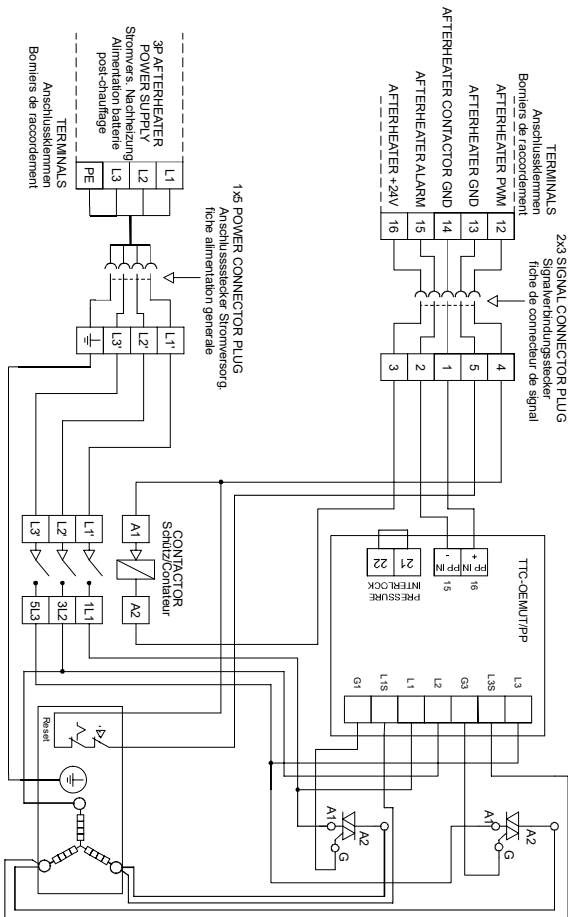 TERMINALS
Anschlussklemmen
Borniers de raccordement
AFTERHEATER PWM
AFTERHEATER GND
AFTERHEATER CONTACTOR GND
AFTERHEATER ALARM
AFTERHEATER +24V
12
13
14
15
16
2x3 SIGNAL CONNECTOR PLUG
Signalverbindungsstecker
fiche de connecteur de signal
4
5
1
2
3
TTC-OEMUT/PP
PP IN +
PP IN -
16
15
21
22
PRESSURE
INTERLOCK
L3
L3S
G3
L2
L1
L1S
G1
A1
A2
G
A1
A2
G
3P AFTERHEATER
POWER SUPPLY
Stromvers. Nachheizung
Alimentation batterie
post-chauffage
L1
L2
L3
PE
TERMINALS
Anschlussklemmen
Borniers de raccordement
1x5 POWER CONNECTOR PLUG
Anschlussstecker Stromversorg.
fiche alimentation generale
L1'
L2'
L3'
CONTACTOR
Schütz/Contateur
A1
A2
L1'
L2'
L3'
1L1
3L2
5L3
Reset